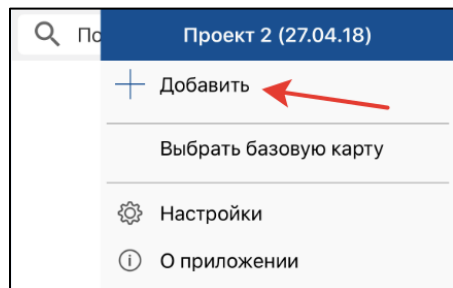 По
Проект 2 (27.04.18)
Добавить
Выбрать базовую карту
Настройки
О приложении